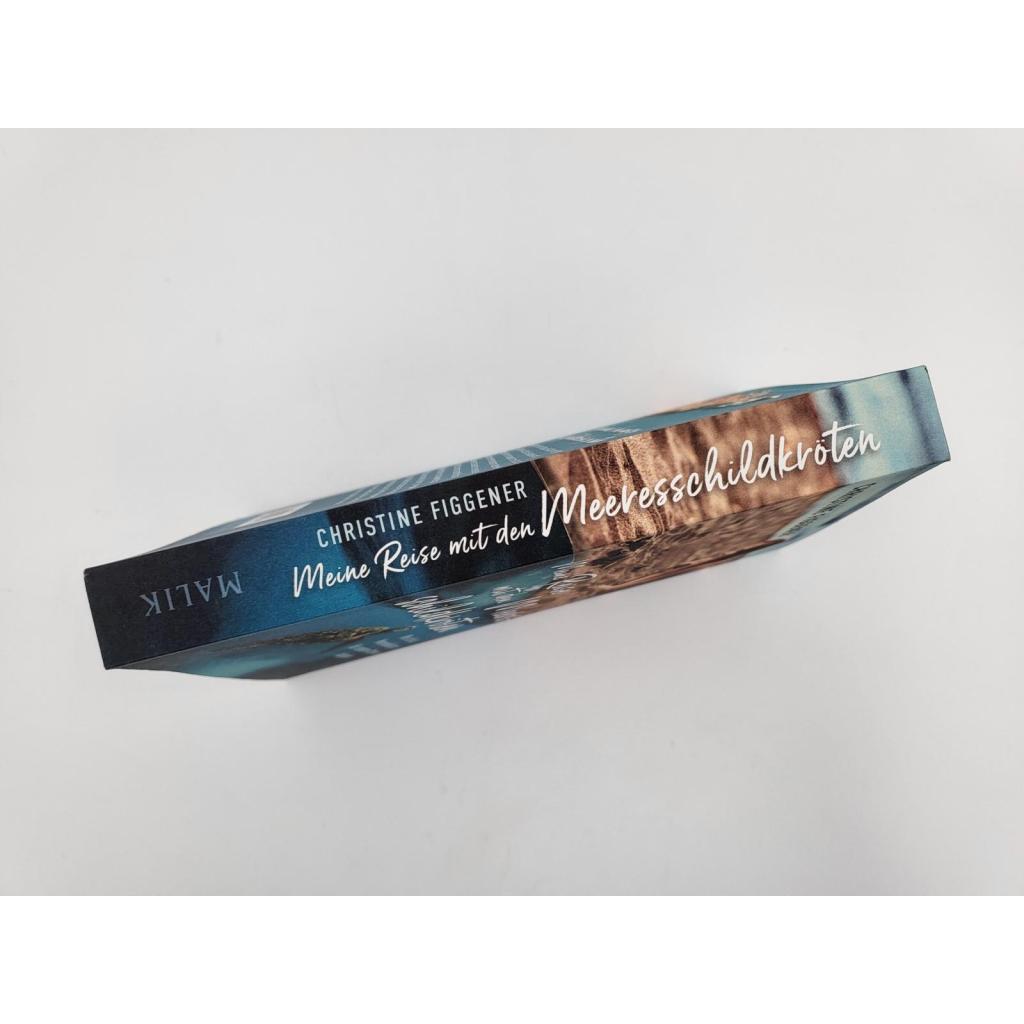 CHRISTINE FIGGENER
Meine Reise mit den Meeresschildkröten
MALIK